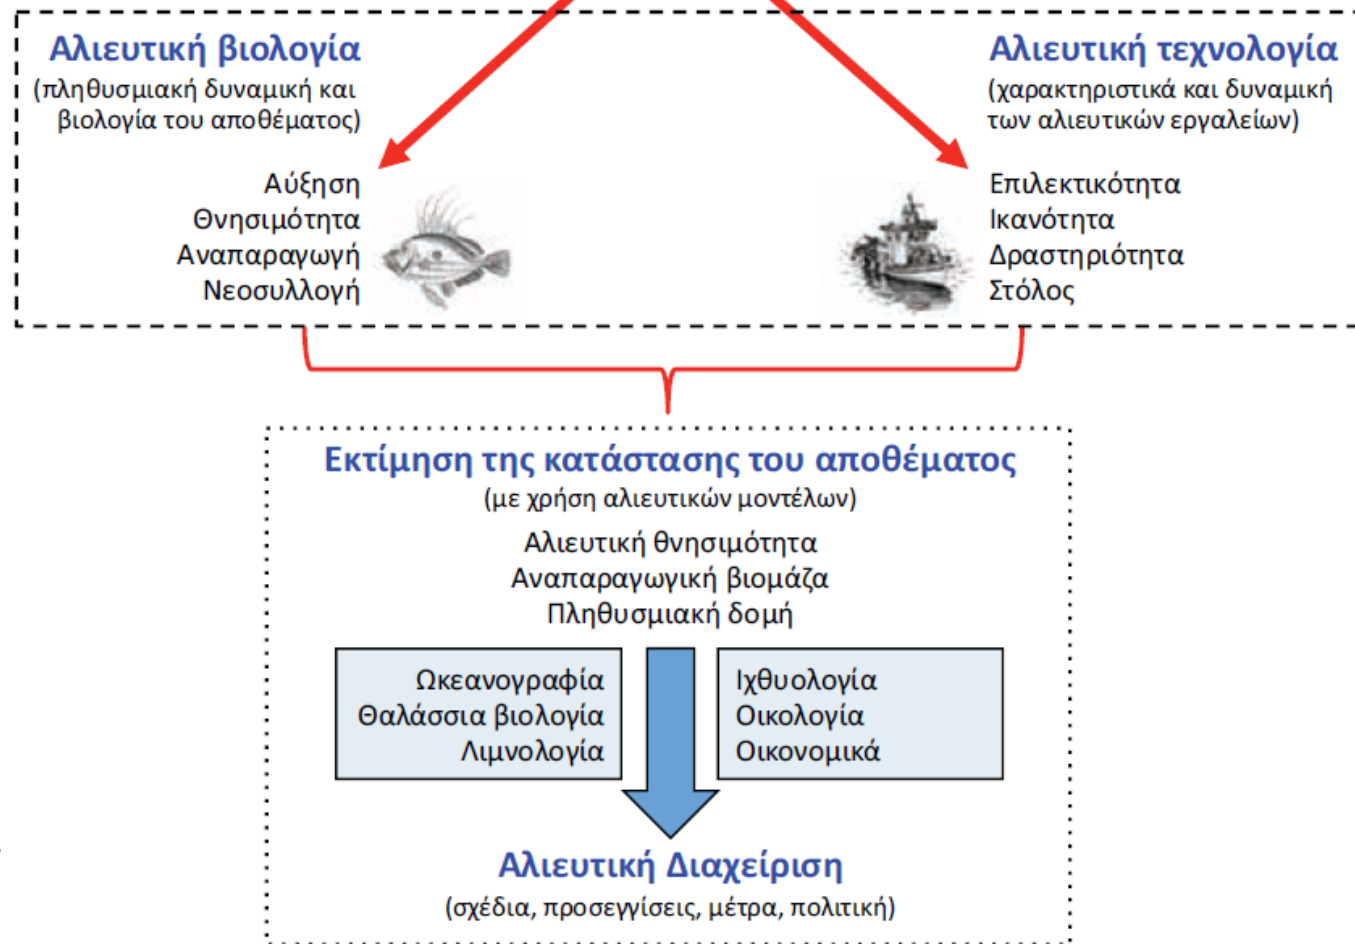 Αλιευτική βιολογία
(πληθυσμιακή δυναμική και
βιολογία του αποθέματος)
Αύξηση
Θνησιμότητα
Αναπαραγωγή
Νεοσυλλογή
Αλιευτική τεχνολογία
(χαρακτηριστικά και δυναμική
των αλιευτικών εργαλείων)
Επιλεκτικότητα
Ικανότητα
Δραστηριότητα
Στόλος
Εκτίμηση της κατάστασης του αποθέματος
(με χρήση αλιευτικών μοντέλων)
Αλιευτική θνησιμότητα
Αναπαραγωγική βιομάζα
Πληθυσμιακή δομή
Ωκεανογραφία
Θαλάσσια βιολογία
Λιμνολογία
Ιχθυολογία
Οικολογία
Οικονομικά
Αλιευτική Διαχείριση
(σχέδια, προσεγγίσεις, μέτρα, πολιτική)